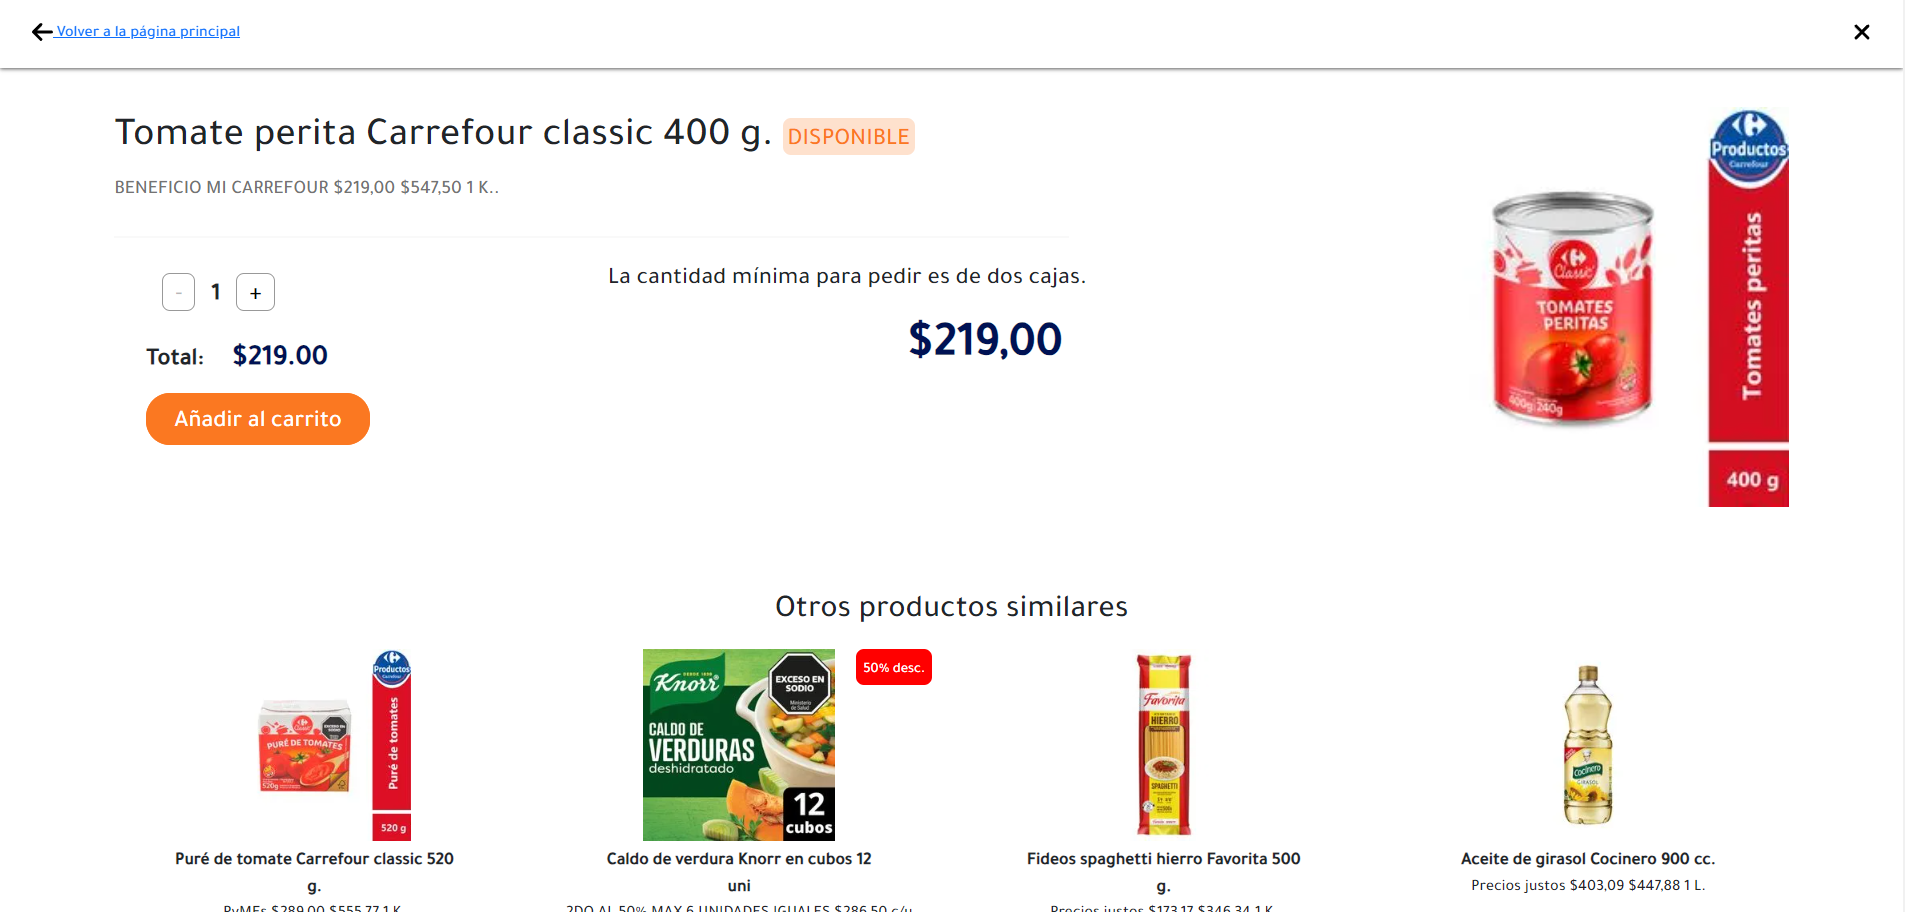 Volver a la página principal
Tomate perita Carrefour classic 400 g. DISPONIBLE
BENEFICIO MI CARREFOUR $219,00 $547,50 1 K..
- 1 +
La cantidad mínima para pedir es de dos cajas.
$219,00
Total: $219.00
Añadir al carrito
Productos
Carrefour
Tomates peritas
400 g
Classic
TOMATES
PERITAS
400g 240g
Otros productos similares
Productos
Carrefour
Puré de tomates
520 g
Classic
PURÉ DE TOMATES
520g
Knorr
EXCESO EN
SODIO
Ministerio
de Salud
CALDO DE
VERDURAS
deshidratado
12
cubos
50% desc.
Favorita
HIERRO
SPAGHETTI
Cocinero
GIRASOL
Puré de tomate Carrefour classic 520
g.
PyMEs $289,00 $555,77 1 K.
Caldo de verdura Knorr en cubos 12
uni
2DO AL 50% MAX 6 UNIDADES IGUALES $286,50 c/u
Fideos spaghetti hierro Favorita 500
g.
Precios justos $173,17 $346,34 1 K.
Aceite de girasol Cocinero 900 cc.
Precios justos $403,09 $447,88 1 L.